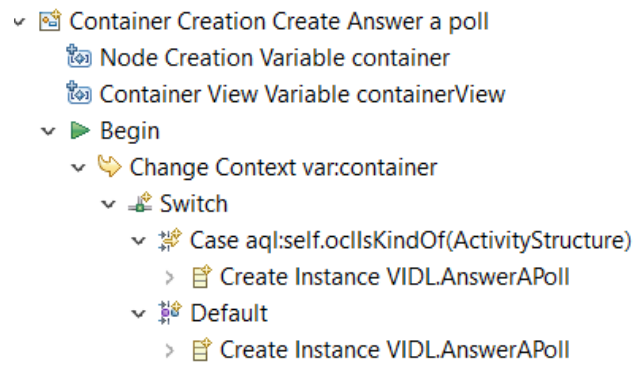 Container Creation Create Answer a poll
Node Creation Variable container
Container View Variable containerView
Begin
Change Context var:container
Switch
Case aql:self.oclIsKindOf(ActivityStructure)
Create Instance VIDL.AnswerAPoll
Default
Create Instance VIDL.AnswerAPoll